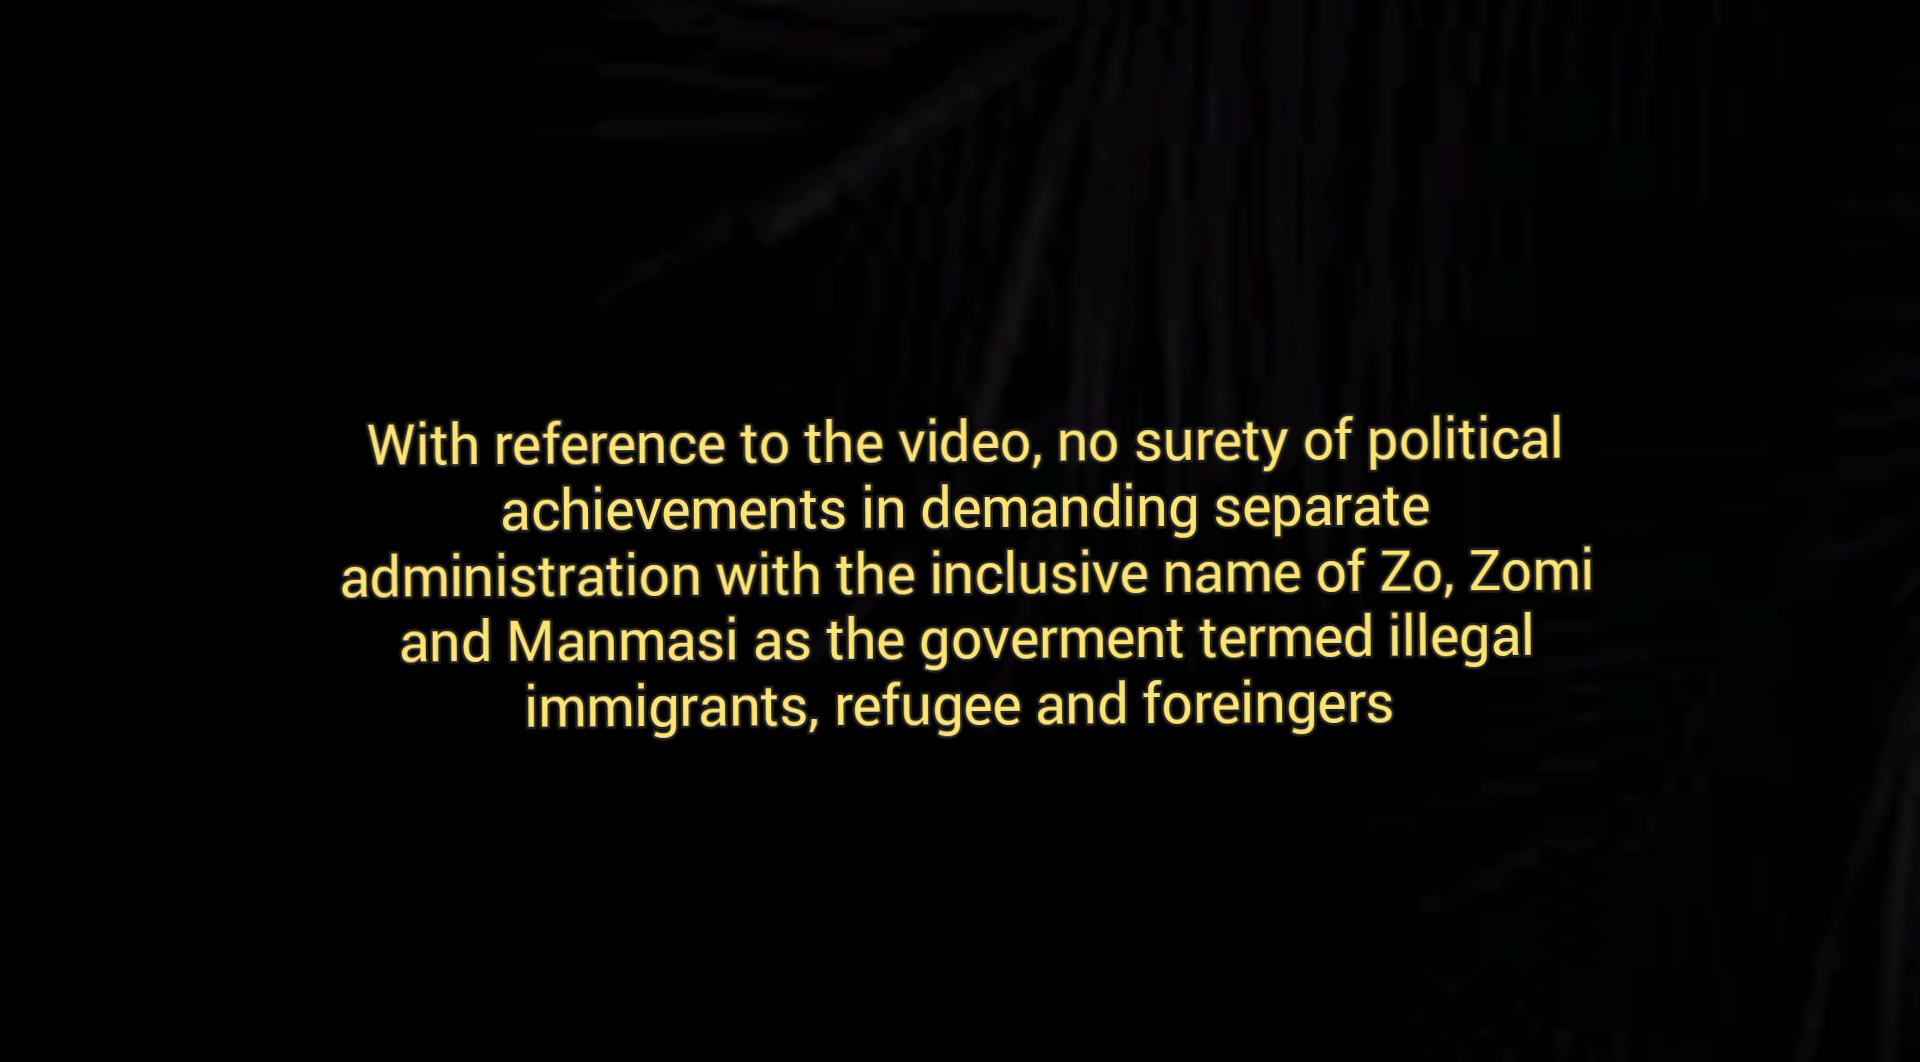 With reference to the video, no surety of political
achievements in demanding separate
administration with the inclusive name of Zo, Zomi
and Manmasi as the goverment termed illegal
immigrants, refugee and foreingers